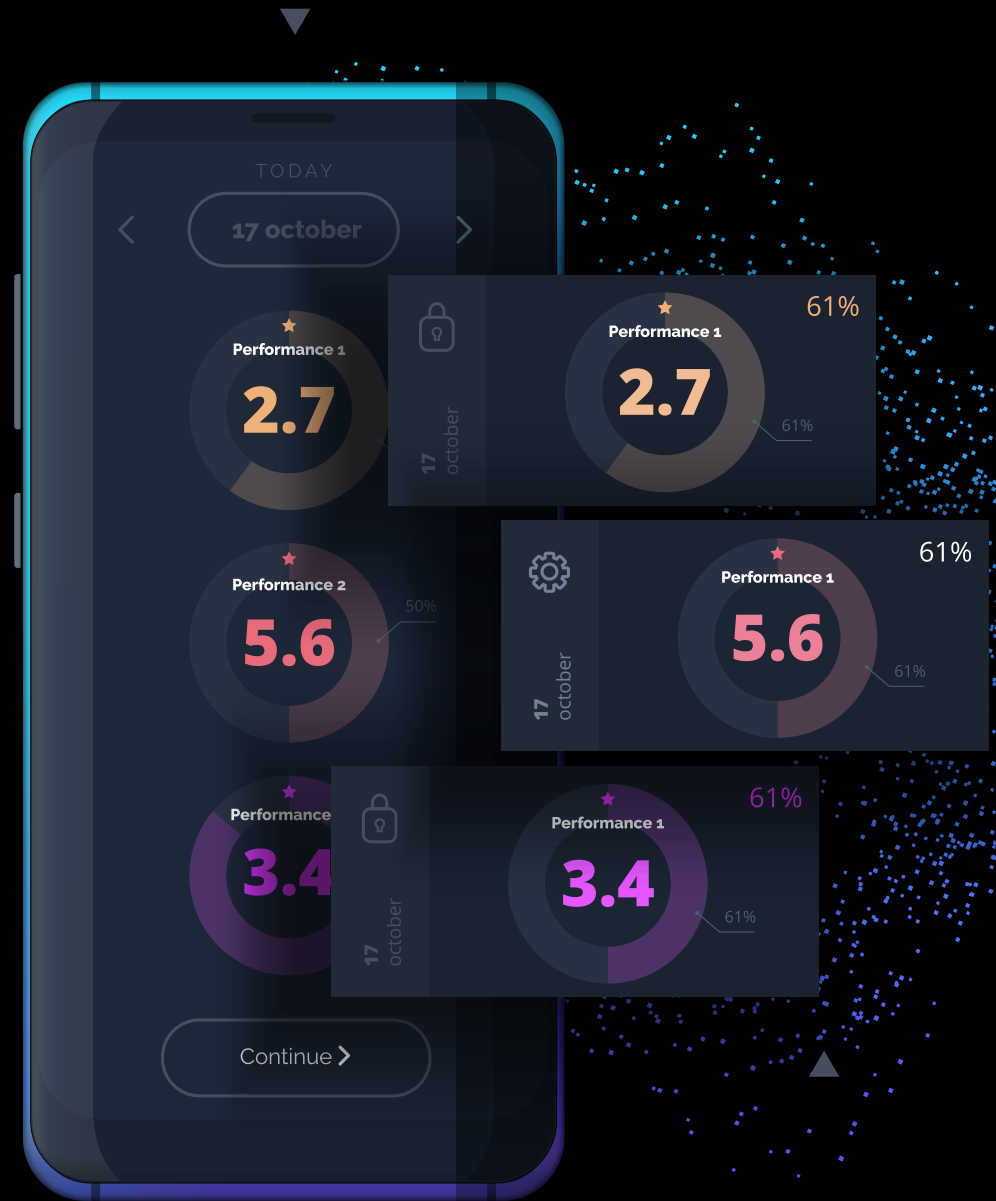 TODAY
17 october
Performance 1
2.7
Performance 2
5.6
50%
Performance
3.4
Continue
61%
Performance 1
2.7
61%
17
october
61%
Performance 1
5.6
61%
17
october
61%
Performance 1
3.4
61%
17
october